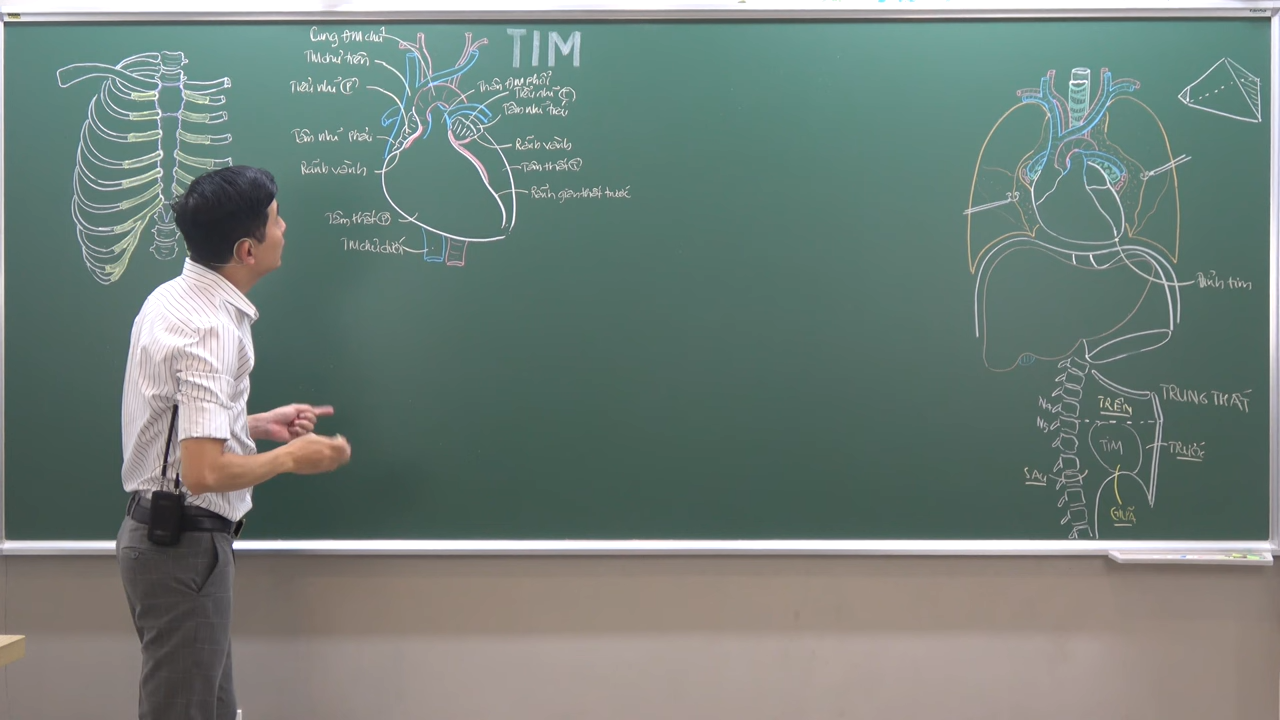 TIM
Cung ĐM chủ
TM chủ trên
Tiểu nhĩ (P)
Tâm nhĩ phải
Rãnh vành
Tâm thất (P)
TM chủ dưới
Thân ĐM phổi
Tiểu nhĩ (T)
Tâm nhĩ trái
Rãnh vành
Tâm thất (T)
Rãnh gian thất trước
Đỉnh tim
TRUNG THẤT
TRÊN
N4
N5
TIM
TRƯỚC
SAU
GIỮA